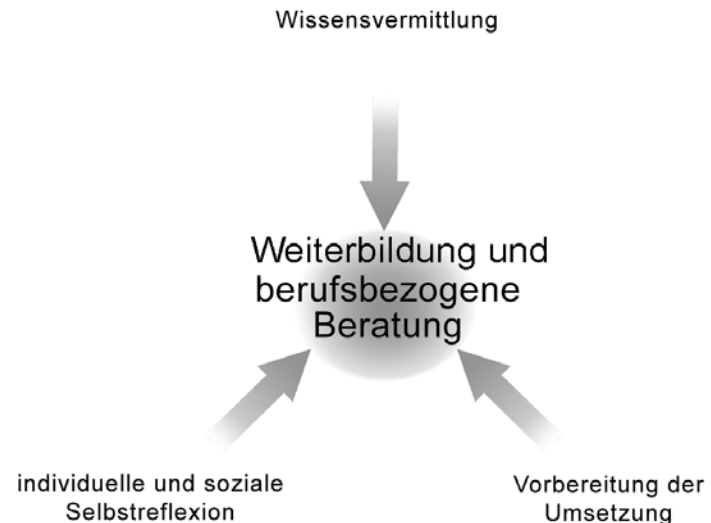 Wissensvermittlung
Weiterbildung und
berufsbezogene
Beratung
individuelle und soziale
Selbstreflexion
Vorbereitung der
Umsetzung